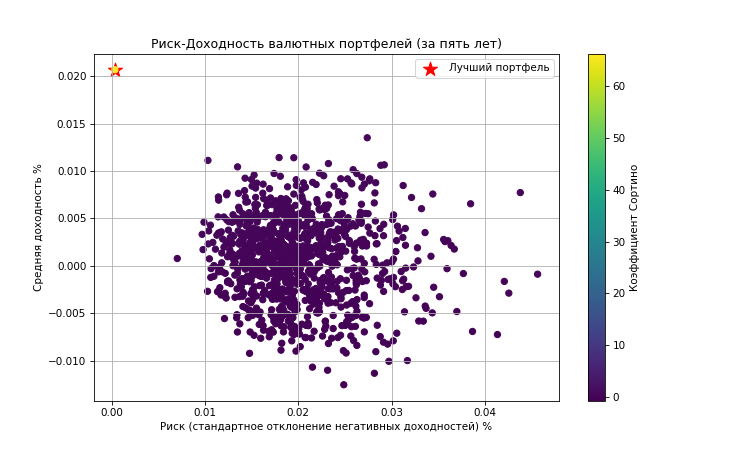 Риск-Доходность валютных портфелей (за пять лет)
Лучший портфель
0.020
0.015
0.010
0.005
0.000
−0.005
−0.010
Средняя доходность %
0.00 0.01 0.02 0.03 0.04
Риск (стандартное отклонение негативных доходностей) %
60
50
40
30
20
10
0
Коэффициент Сортино